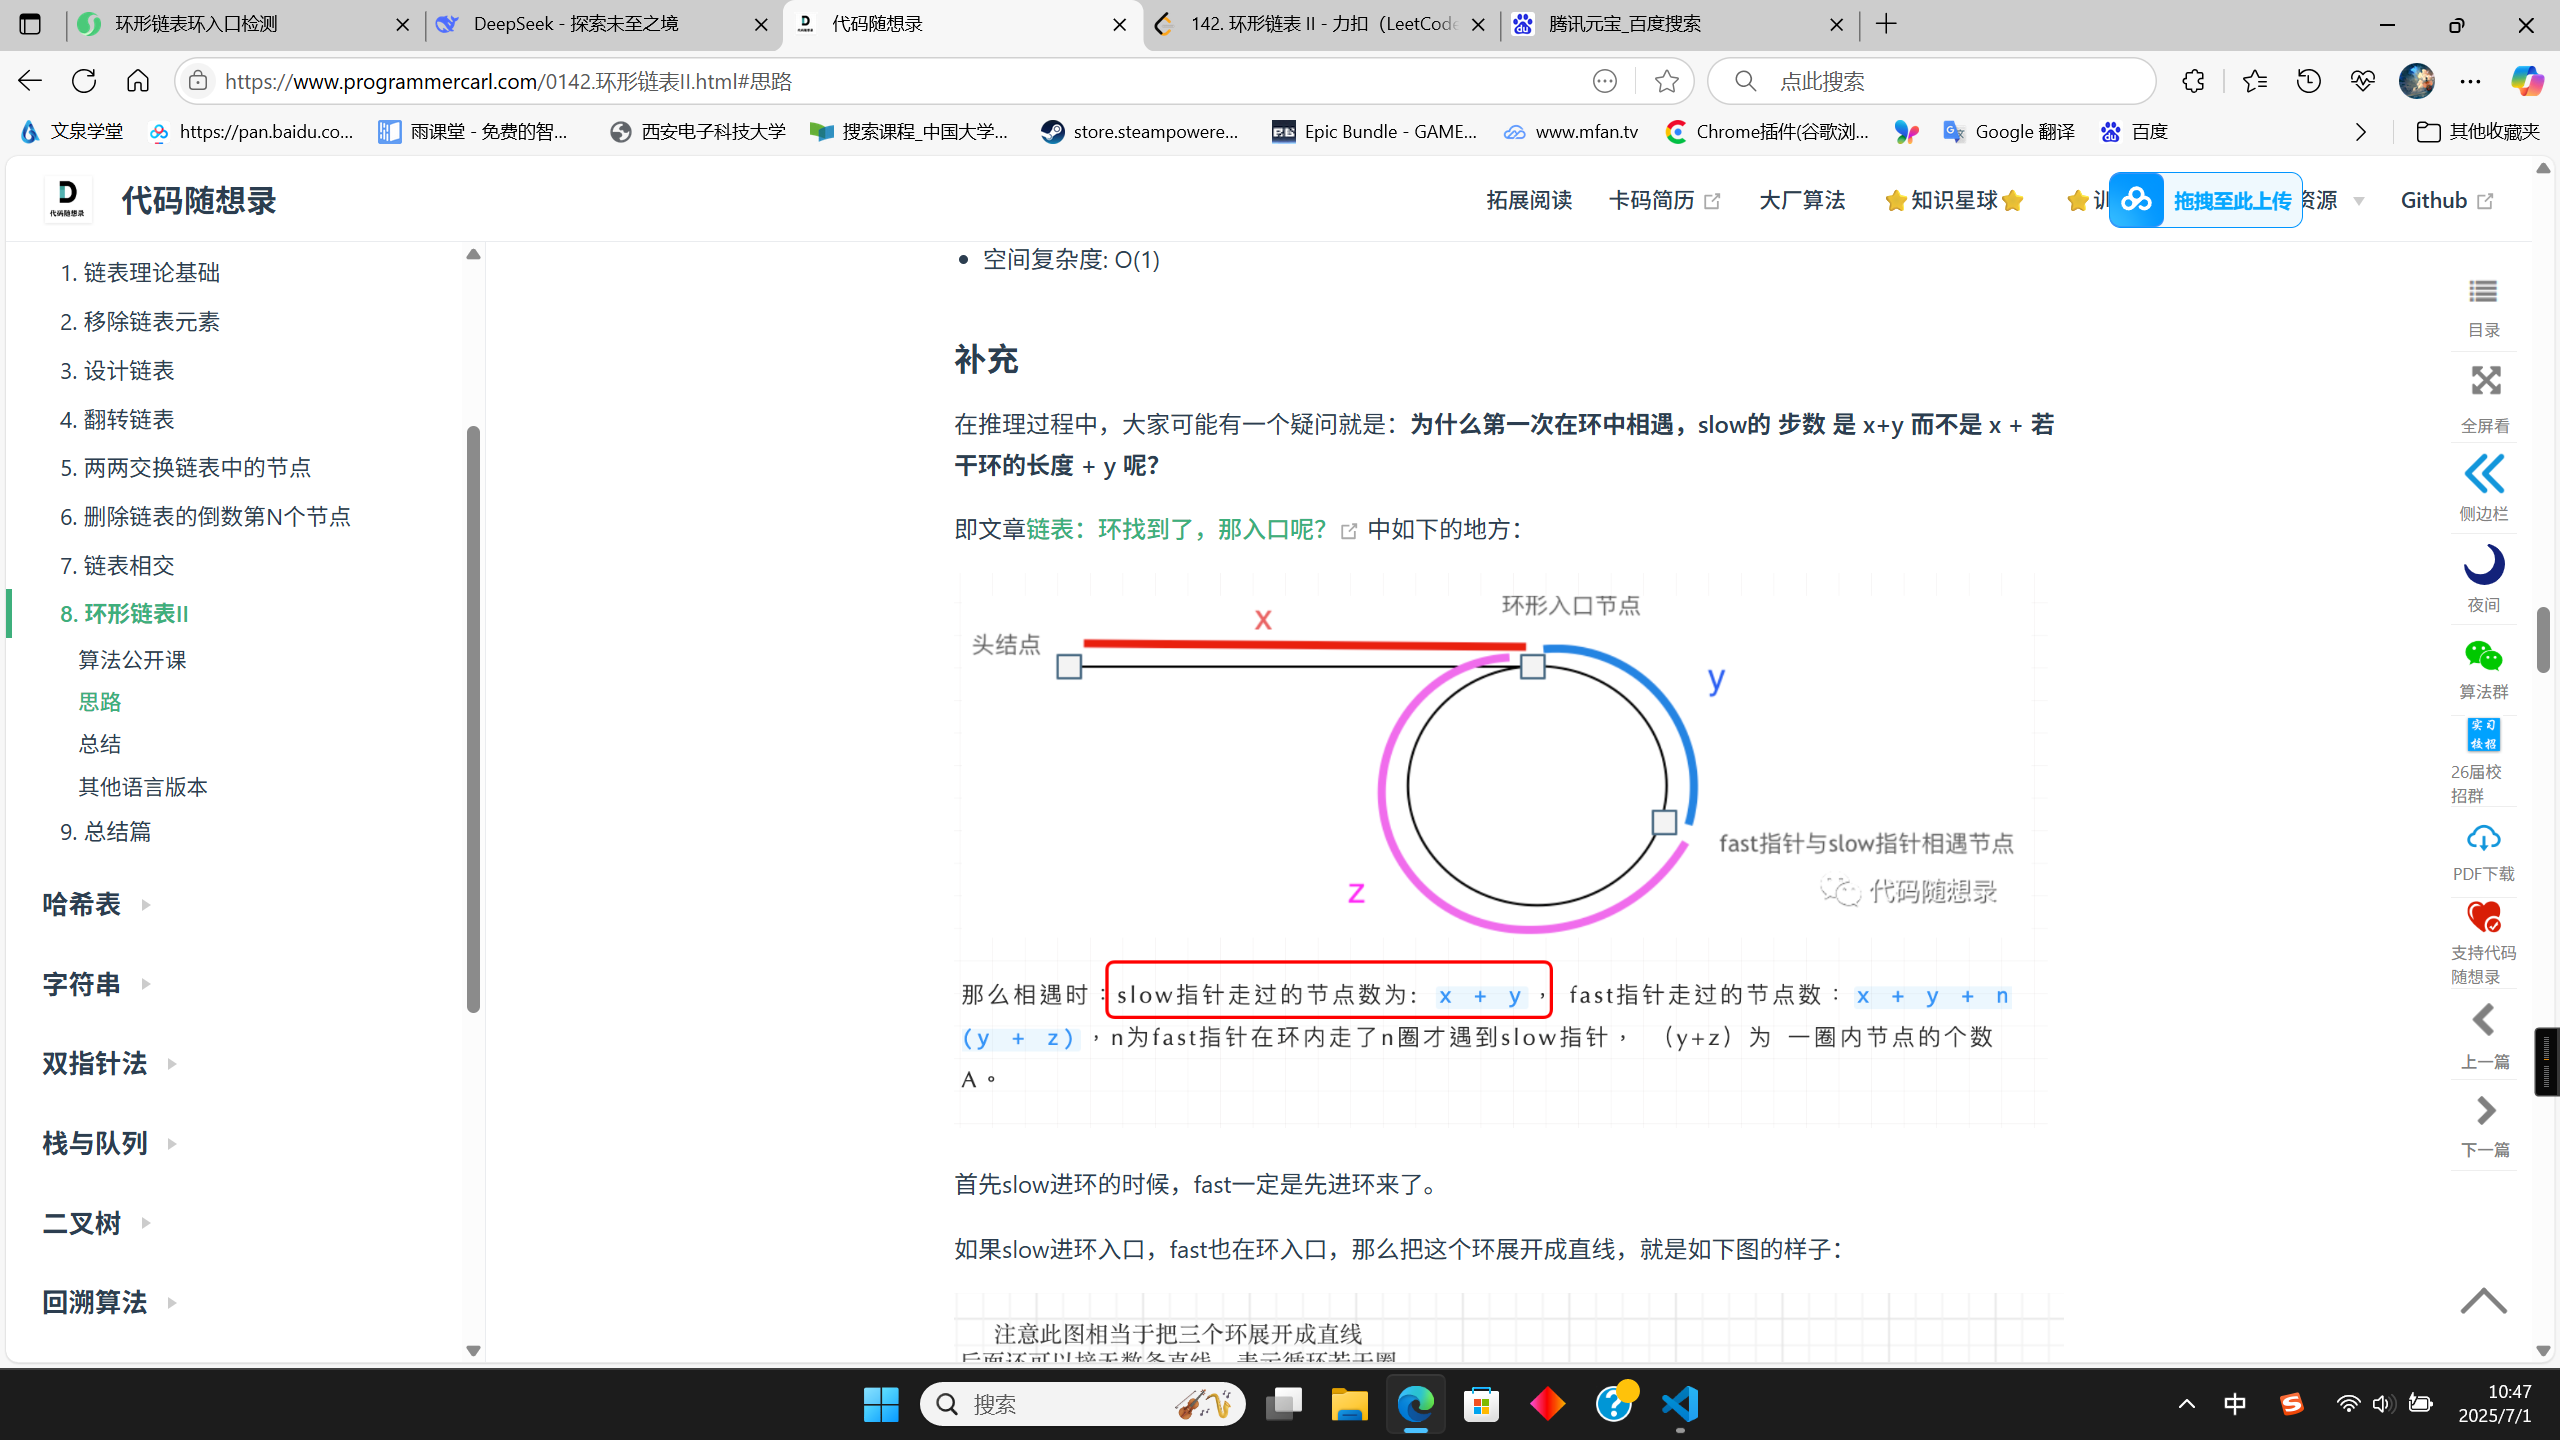 环形链表环入口检测
DeepSeek - 探索未至之境
代码随想录
142. 环形链表 II - 力扣（LeetCode
腾讯元宝_百度搜索
https://www.programmercarl.com/0142.环形链表II.html#思路
点此搜索
文泉学堂
https://pan.baidu.co...
雨课堂 - 免费的智...
西安电子科技大学
搜索课程_中国大学...
store.steampowere...
Epic Bundle - GAME...
www.mfan.tv
Chrome插件(谷歌浏...
Google 翻译
百度
其他收藏夹
代码随想录
代码随想录
拓展阅读
卡码简历
大厂算法
⭐知识星球⭐
⭐训
拖拽至此上传
资源
Github
1. 链表理论基础
2. 移除链表元素
3. 设计链表
4. 翻转链表
5. 两两交换链表中的节点
6. 删除链表的倒数第N个节点
7. 链表相交
8. 环形链表II
算法公开课
思路
总结
其他语言版本
9. 总结篇
哈希表
字符串
双指针法
栈与队列
二叉树
回溯算法
• 空间复杂度: O(1)
补充
在推理过程中，大家可能有一个疑问就是：为什么第一次在环中相遇，slow的 步数 是 x+y 而不是 x + 若
干环的长度 + y 呢？
即文章链表：环找到了，那入口呢？ 中如下的地方：
头结点
x
环形入口节点
y
z
fast指针与slow指针相遇节点
代码随想录
那么相遇时：slow指针走过的节点数为: x + y， fast指针走过的节点数：x + y + n
(y + z)，n为fast指针在环内走了n圈才遇到slow指针， （y+z）为 一圈内节点的个数
A。
首先slow进环的时候，fast一定是先进环来了。
如果slow进环入口，fast也在环入口，那么把这个环展开成直线，就是如下图的样子：
注意此图相当于把三个环展开成直线
后面还可以接无数条直线，表示循环若干圈
目录
全屏看
侧边栏
夜间
算法群
实习
校招
26届校
招群
PDF下载
支持代码
随想录
上一篇
下一篇
搜索
中
10:47
2025/7/1